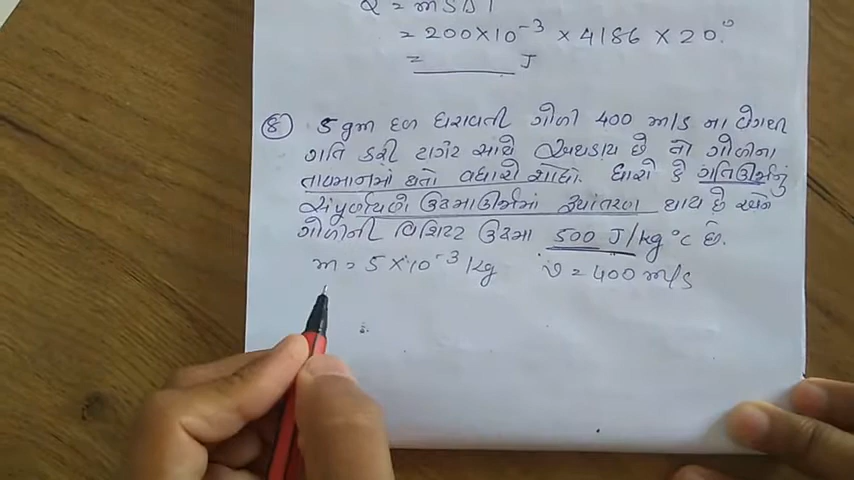 Q = mSΔT
= 200×10⁻³ × 4186 × 20°
= J
⑧ 5 gm દળ ધરાવતી ગોળી 400 m/s ના વેગથી
ગતિ કરી ટાર્ગેટ સાથે અથડાય છે તો ગોળીના
તાપમાનમાં થતો વધારો શોધો. ધારો કે ગતિઊર્જાનું
સંપૂર્ણપણે ઉષ્માઊર્જામાં રૂપાંતરણ થાય છે અને
ગોળીની વિશિષ્ટ ઉષ્મા 500 J/kg °C છે.
m = 5×10⁻³ kg v = 400 m/s